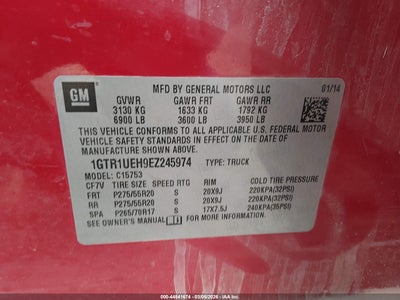 GM
MFD BY GENERAL MOTORS LLC 01/14
GVWR GAWR FRT GAWR RR
3130 KG 1633 KG 1792 KG
6900 LB 3600 LB 3950 LB
THIS VEHICLE CONFORMS TO ALL APPLICABLE U.S. FEDERAL MOTOR
VEHICLE SAFETY STANDARDS IN EFFECT ON THE DATE OF
MANUFACTURE SHOWN ABOVE.
1GTR1UEH9EZ245974 TYPE: TRUCK
MODEL: C15753
CF7V TIRE SIZE SPEED RTG RIM COLD TIRE PRESSURE
FRT P275/55R20 S 20X9J 220KPA(32PSI)
RR P275/55R20 S 20X9J 220KPA(32PSI)
SPA P265/70R17 S 17X7.5J 240KPA(35PSI)
SEE OWNER'S MANUAL FOR MORE INFORMATION.